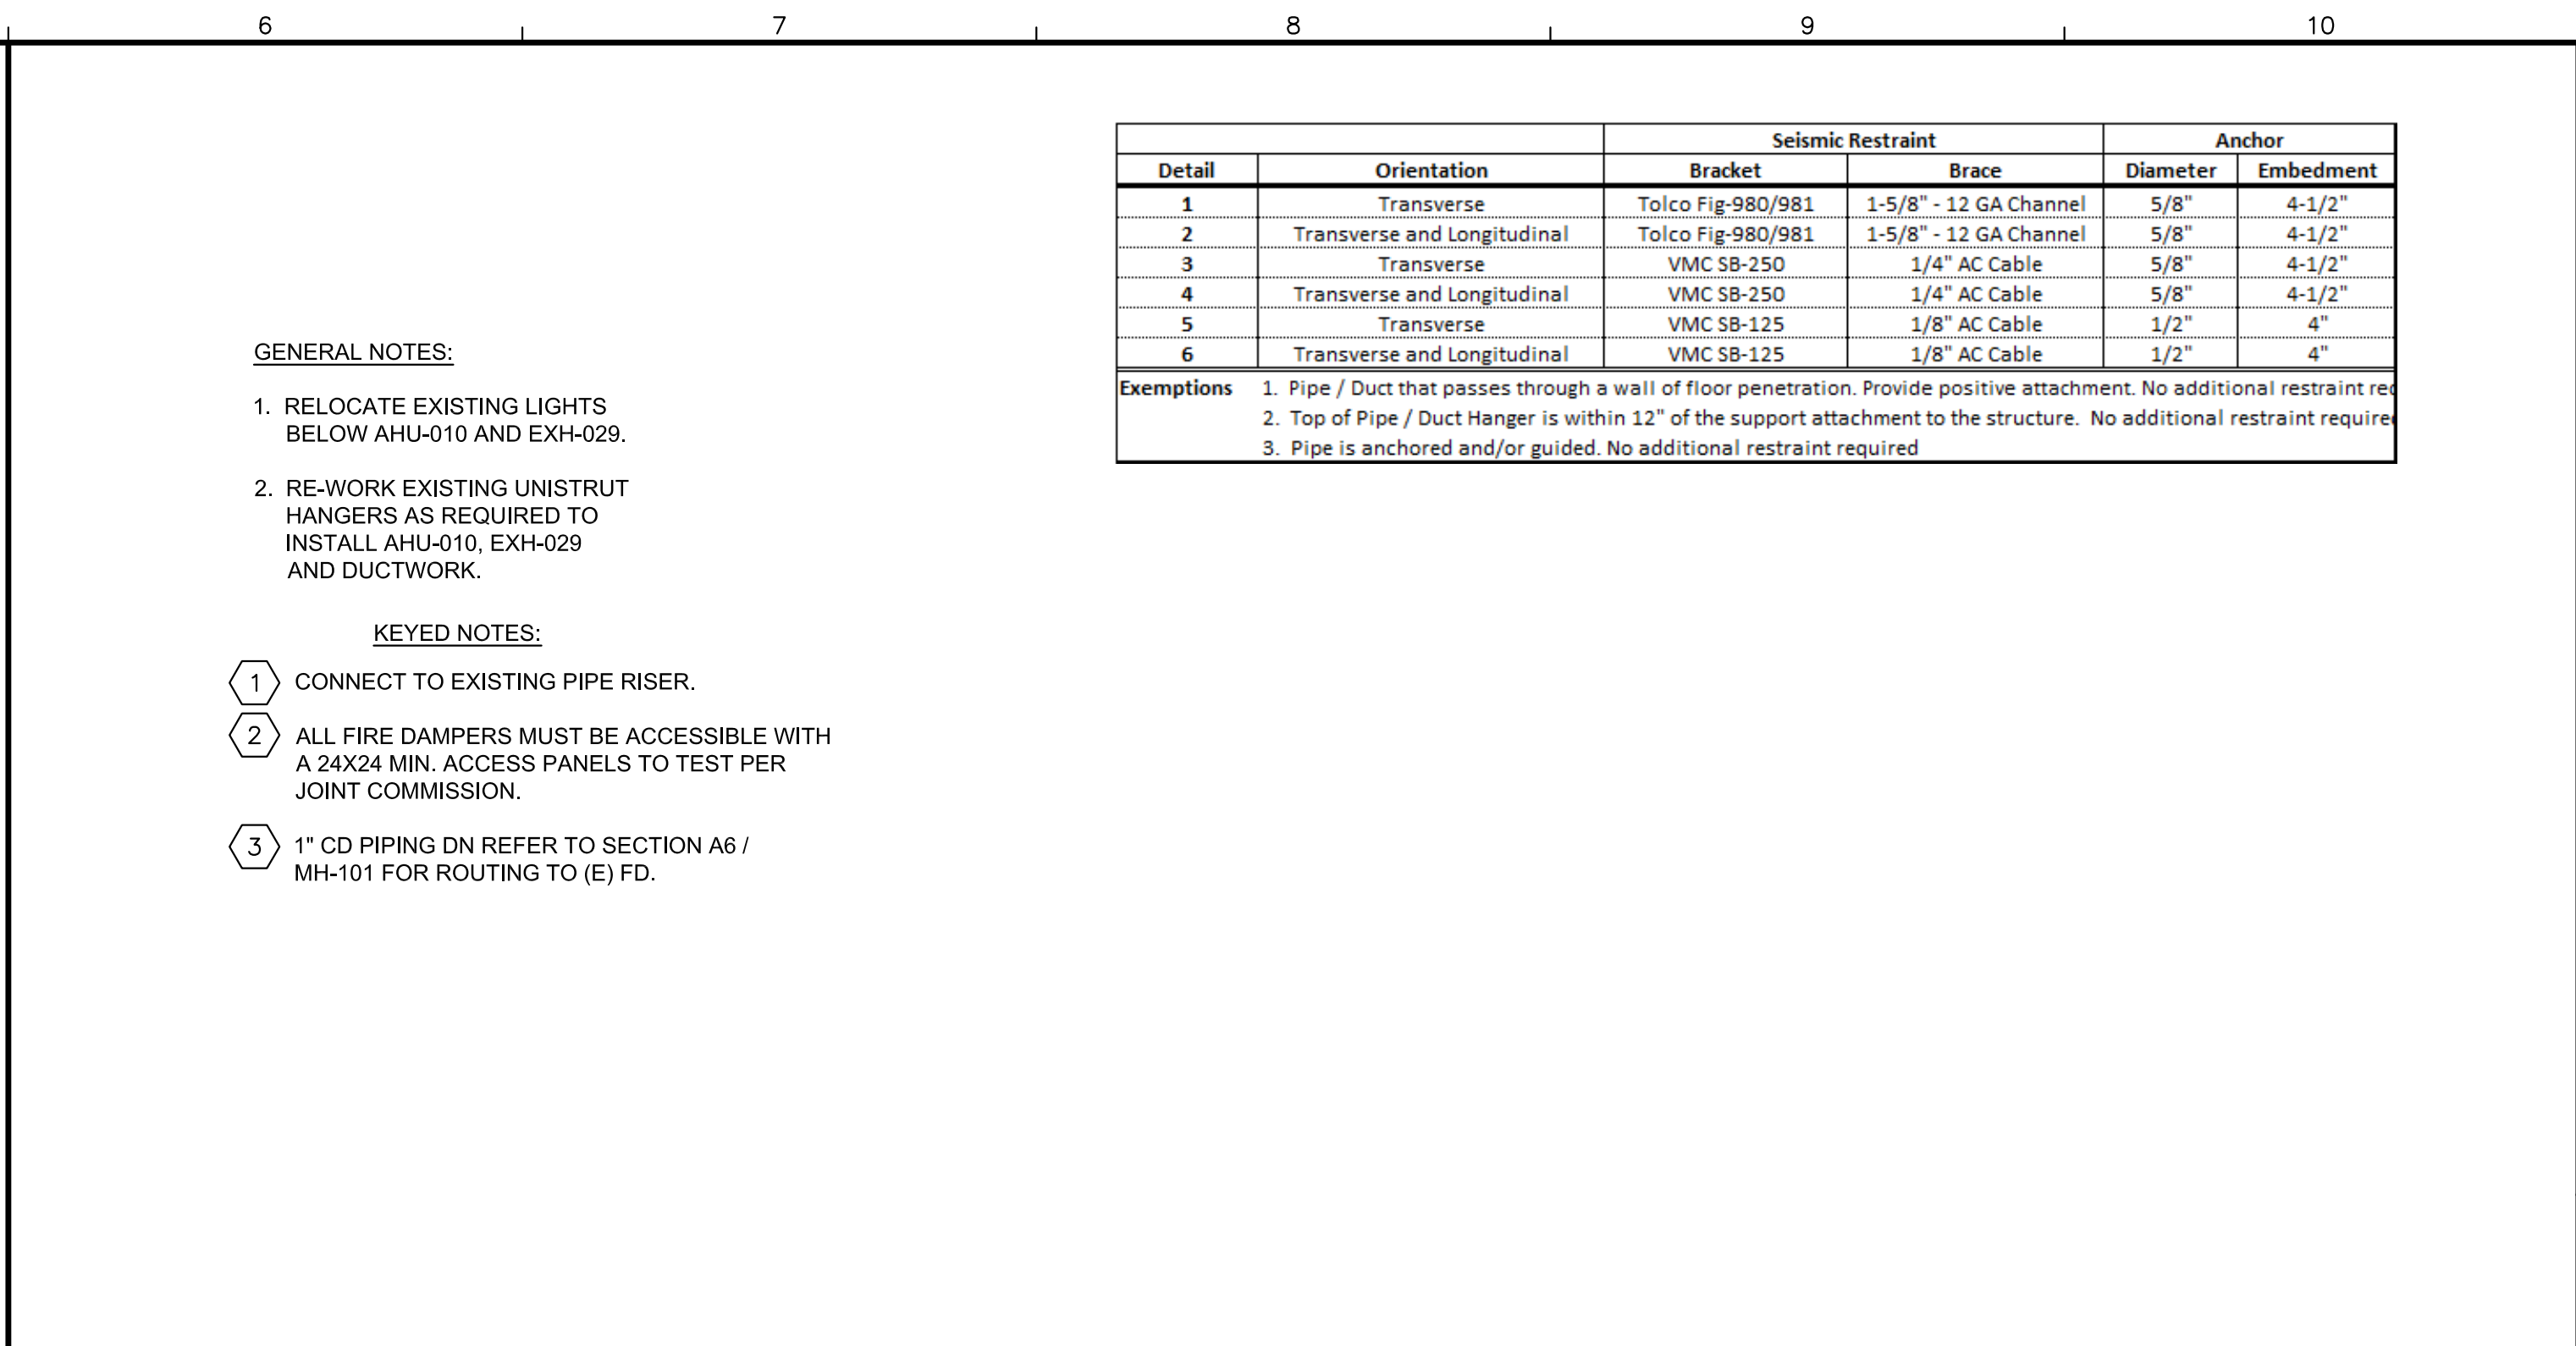 6 7 8 9 10
Seismic Restraint Anchor
Detail Orientation Bracket Brace Diameter Embedment
1 Transverse Tolco Fig-980/981 1-5/8" - 12 GA Channel 5/8" 4-1/2"
2 Transverse and Longitudinal Tolco Fig-980/981 1-5/8" - 12 GA Channel 5/8" 4-1/2"
3 Transverse VMC SB-250 1/4" AC Cable 5/8" 4-1/2"
4 Transverse and Longitudinal VMC SB-250 1/4" AC Cable 5/8" 4-1/2"
5 Transverse VMC SB-125 1/8" AC Cable 1/2" 4"
6 Transverse and Longitudinal VMC SB-125 1/8" AC Cable 1/2" 4"
Exemptions 1. Pipe / Duct that passes through a wall of floor penetration. Provide positive attachment. No additional restraint
2. Top of Pipe / Duct Hanger is within 12" of the support attachment to the structure. No additional restraint
3. Pipe is anchored and/or guided. No additional restraint required
GENERAL NOTES:
1. RELOCATE EXISTING LIGHTS
BELOW AHU-010 AND EXH-029.
2. RE-WORK EXISTING UNISTRUT
HANGERS AS REQUIRED TO
INSTALL AHU-010, EXH-029
AND DUCTWORK.
KEYED NOTES:
1 CONNECT TO EXISTING PIPE RISER.
2 ALL FIRE DAMPERS MUST BE ACCESSIBLE WITH
A 24X24 MIN. ACCESS PANELS TO TEST PER
JOINT COMMISSION.
3 1" CD PIPING DN REFER TO SECTION A6 /
MH-101 FOR ROUTING TO (E) FD.